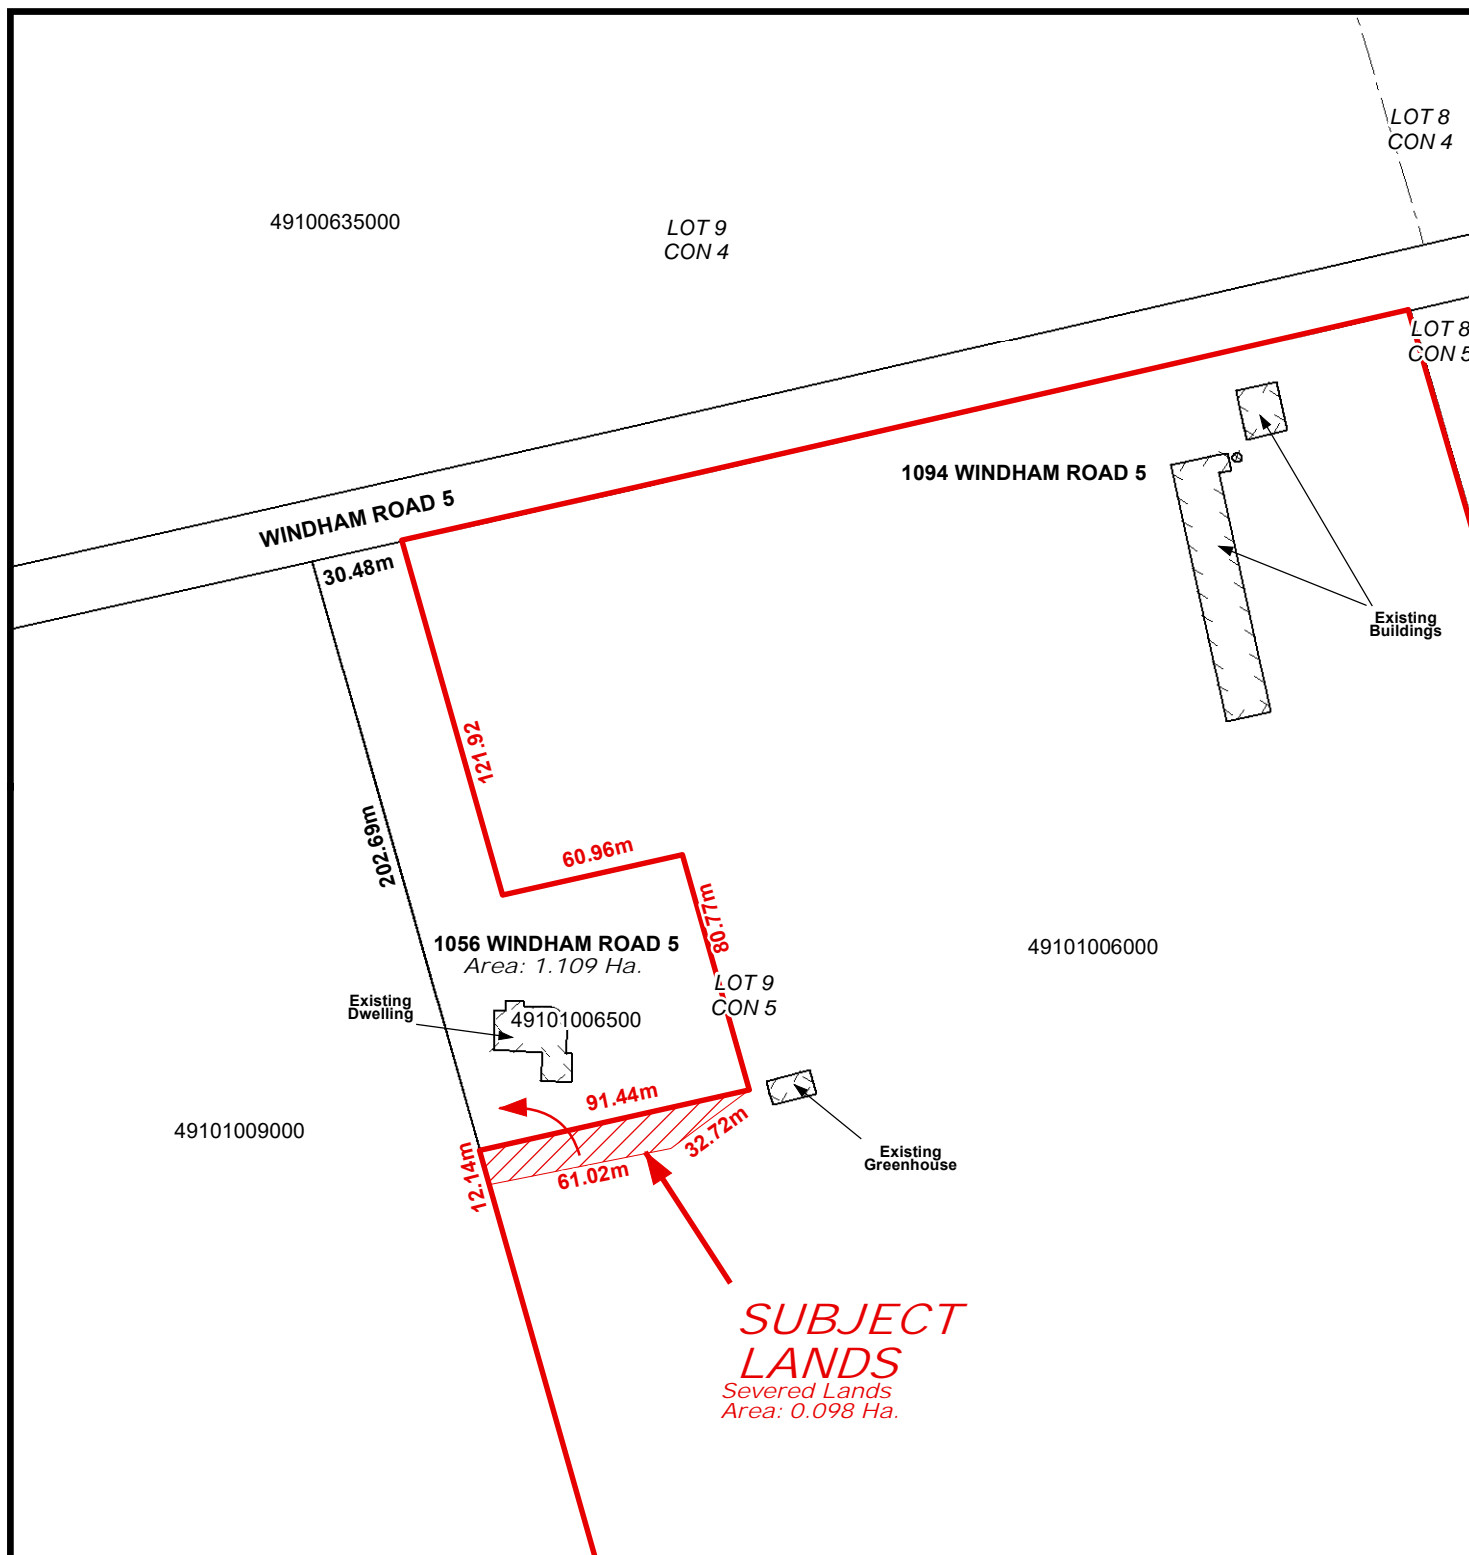 LOT 8
CON 4
49100635000
LOT 9
CON 4
LOT 8
CON 5
1094 WINDHAM ROAD 5
WINDHAM ROAD 5
30.48m
Existing
Buildings
121.92
202.69m
60.96m
80.77m
1056 WINDHAM ROAD 5
Area: 1.109 Ha.
49101006000
LOT 9
CON 5
Existing
Dwelling
49101006500
91.44m
49101009000
32.72m
Existing
Greenhouse
12.14m
61.02m
SUBJECT
LANDS
Severed Lands
Area: 0.098 Ha.